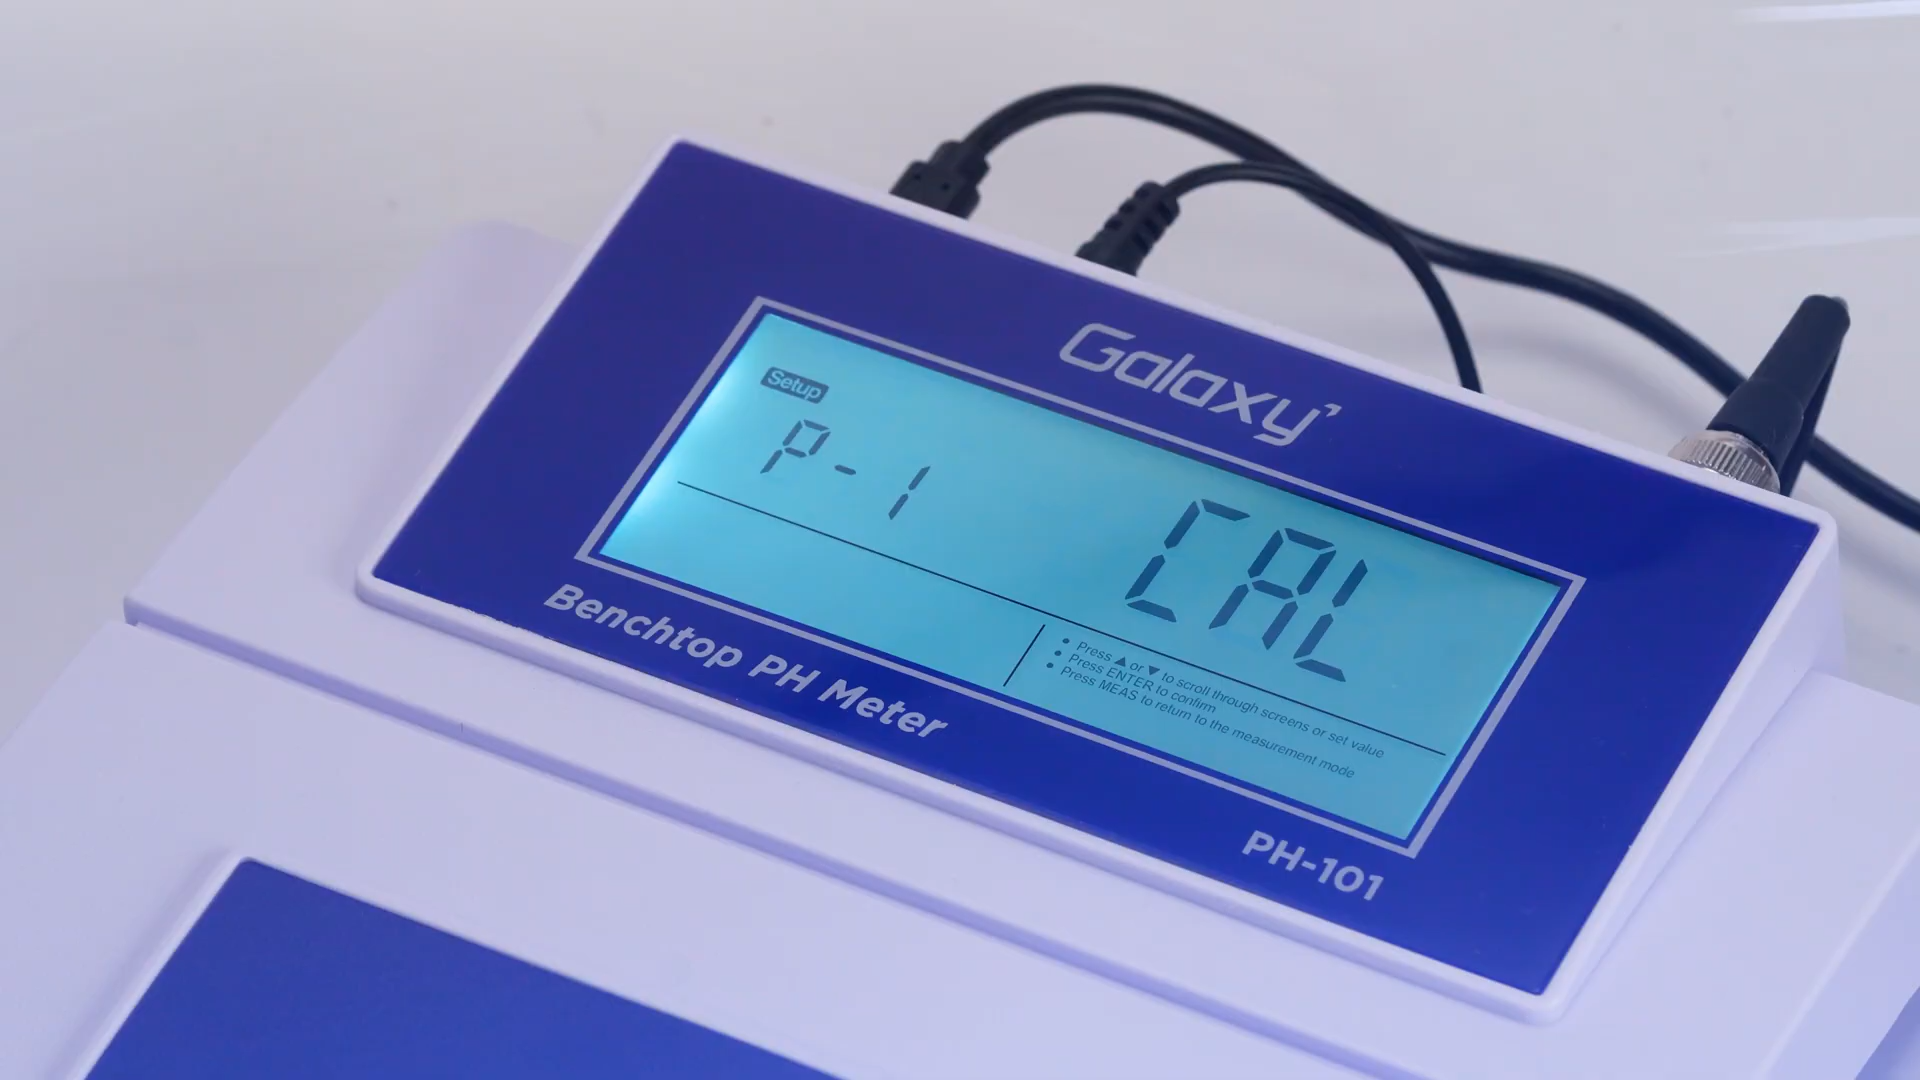 Galaxy
Setup
P-1
CAL
• Press ▲ or ▼ to scroll through screens or set value
• Press ENTER to confirm
• Press MEAS to return to the measurement mode
Benchtop PH Meter
PH-101